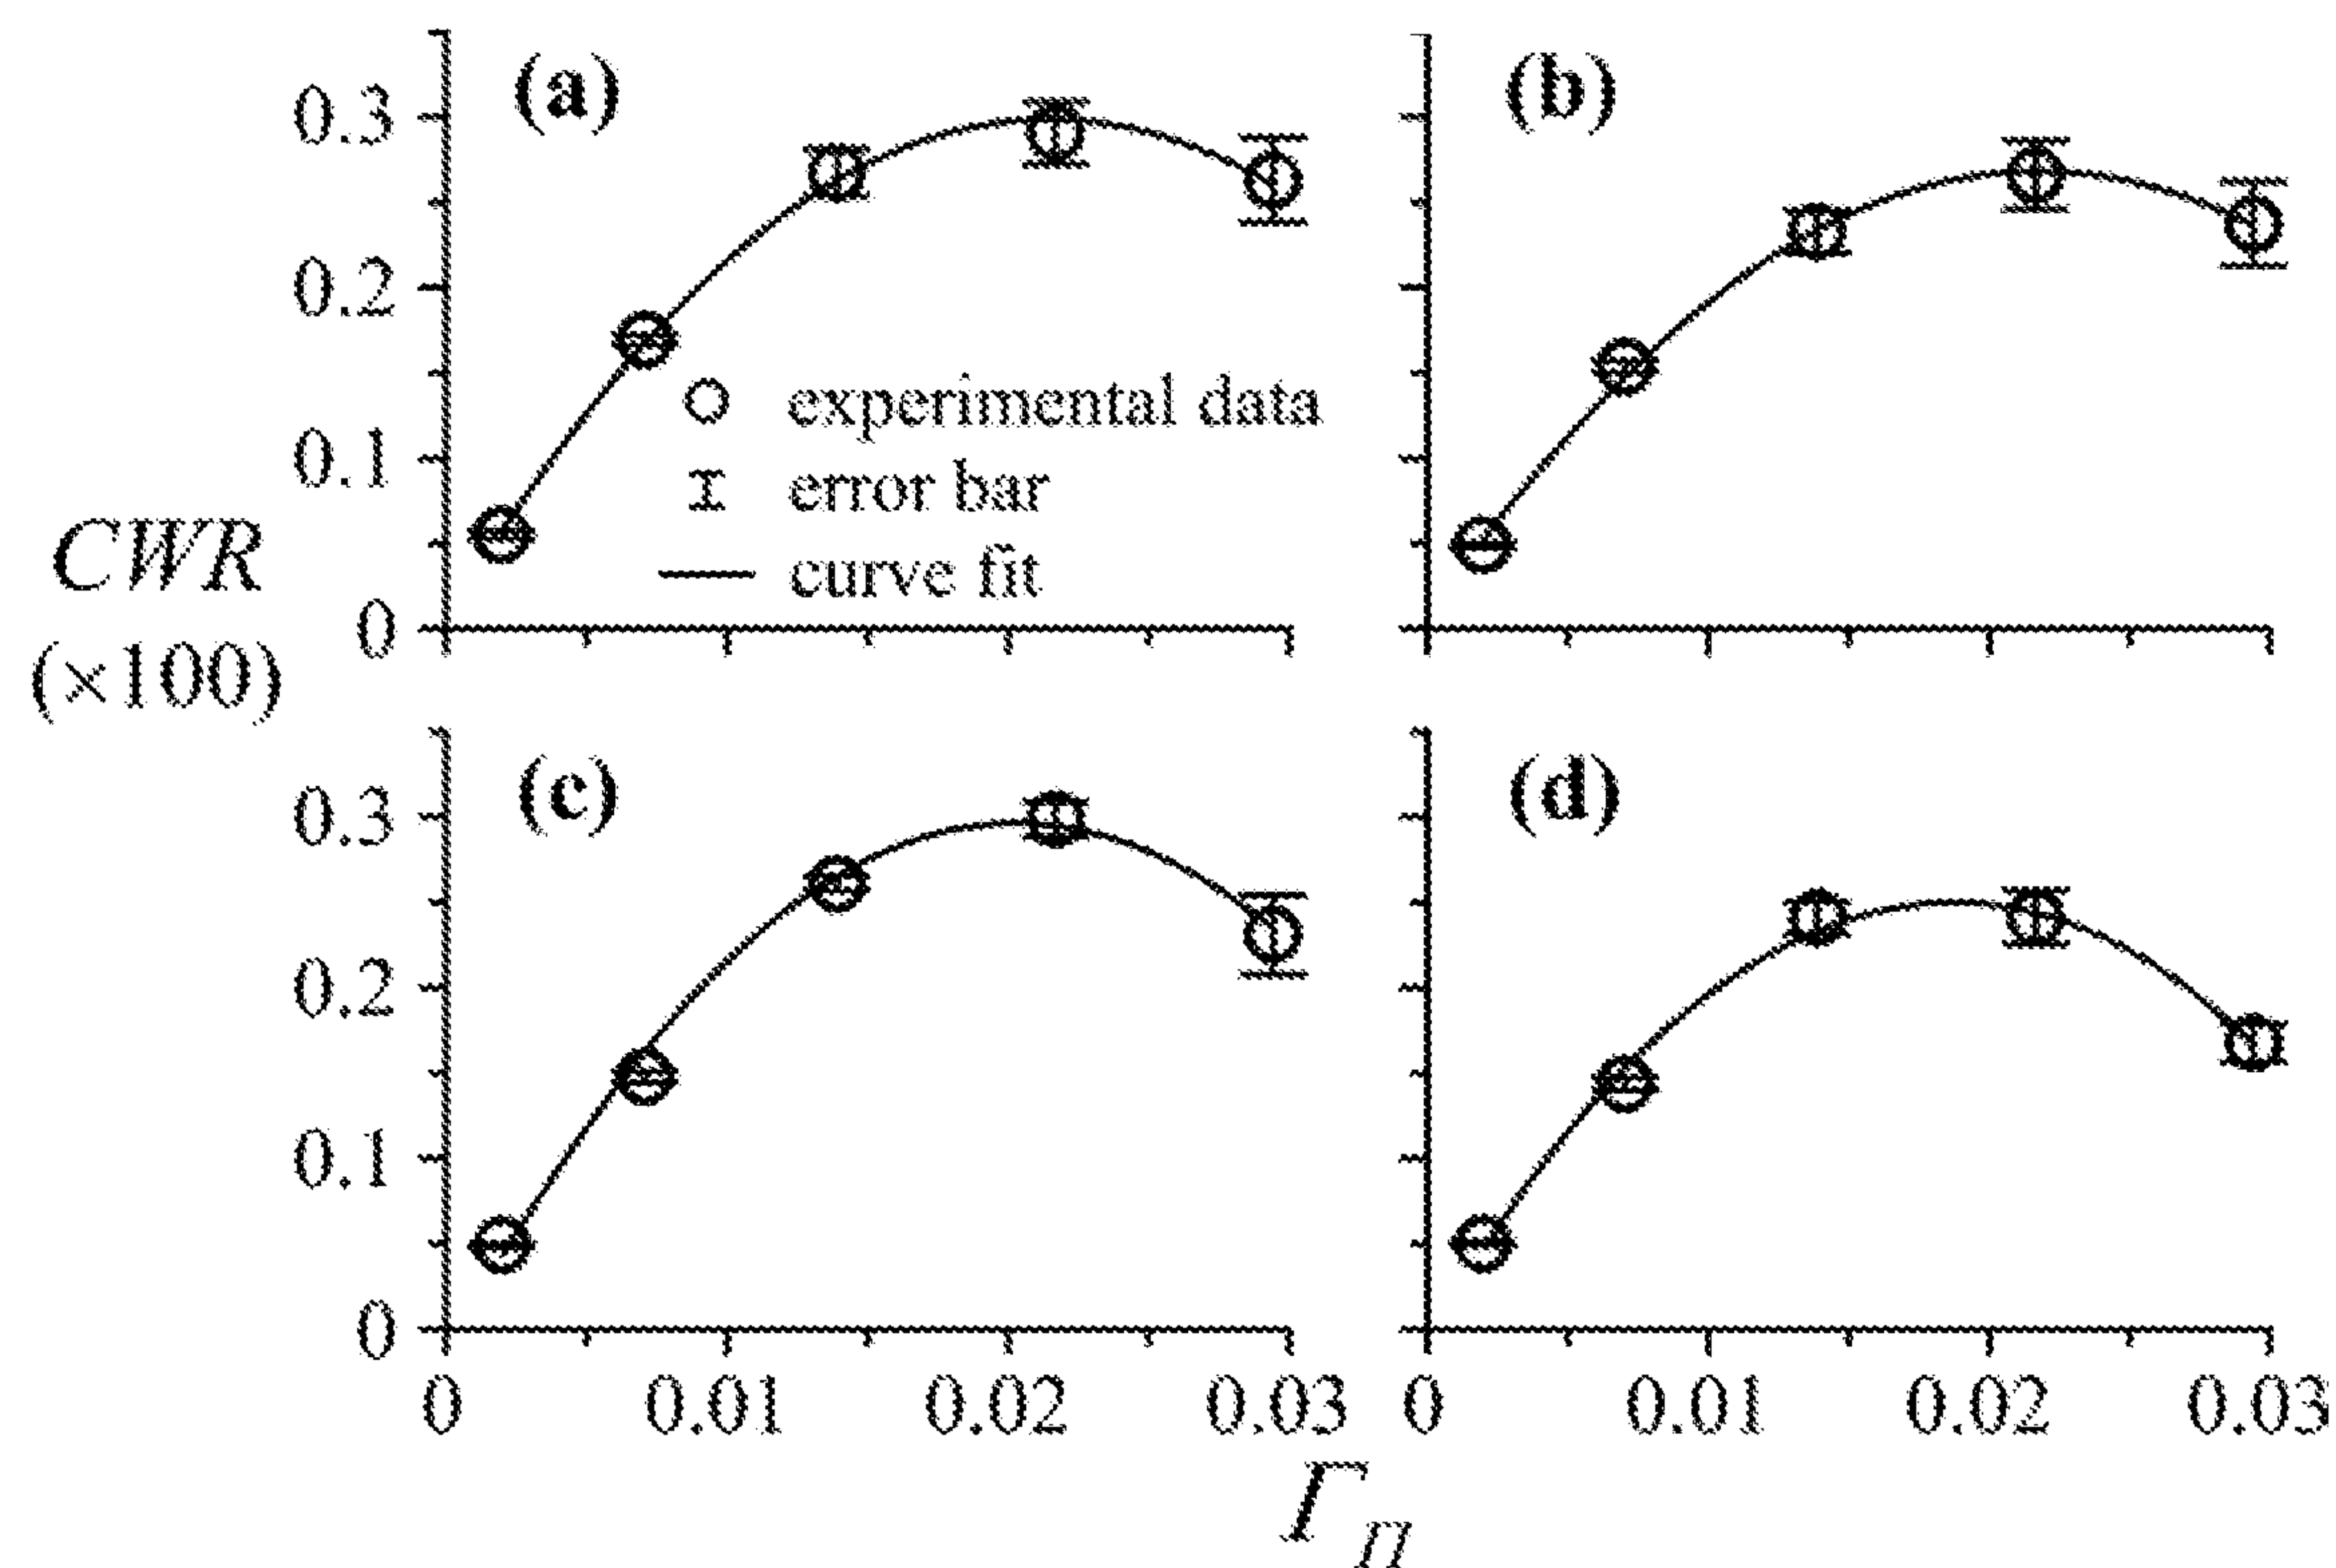 (a)
(b)
0.3
0.2
0.1
0
experimental data
error bar
curve fit
CWR
(×100)
(c)
(d)
0.3
0.2
0.1
0
0 0.01 0.02 0.03 0 0.01 0.02 0.03
Γ_Π